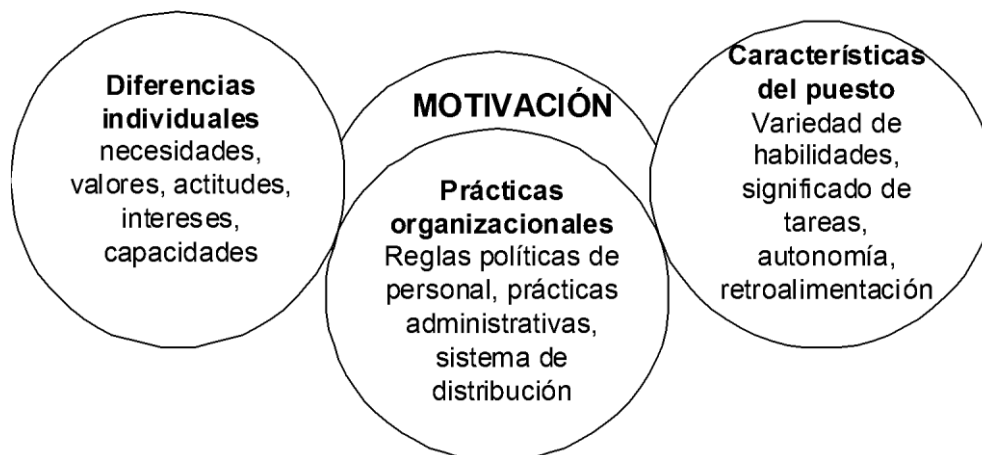 Diferencias
individuales
necesidades,
valores, actitudes,
intereses,
capacidades
MOTIVACIÓN
Prácticas
organizacionales
Reglas políticas de
personal, prácticas
administrativas,
sistema de
distribución
Características
del puesto
Variedad de
habilidades,
significado de
tareas,
autonomía,
retroalimentación